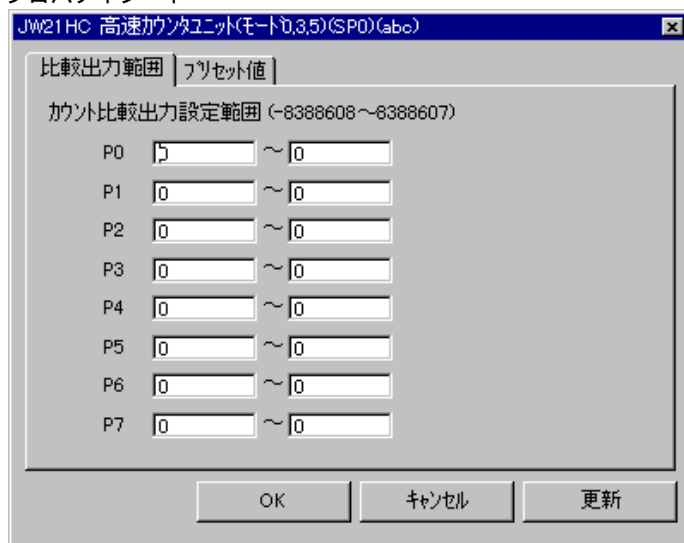 JW21HC 高速ｶｳﾝﾀﾕﾆｯﾄ(ﾓｰﾄﾞ0,3,5)(SP0)(abc)
比較出力範囲 ﾌﾟﾘｾｯﾄ値
ｶｳﾝﾄ比較出力設定範囲 (-8388608～8388607)
P0 0 ～ 0
P1 0 ～ 0
P2 0 ～ 0
P3 0 ～ 0
P4 0 ～ 0
P5 0 ～ 0
P6 0 ～ 0
P7 0 ～ 0
OK ｷｬﾝｾﾙ 更新